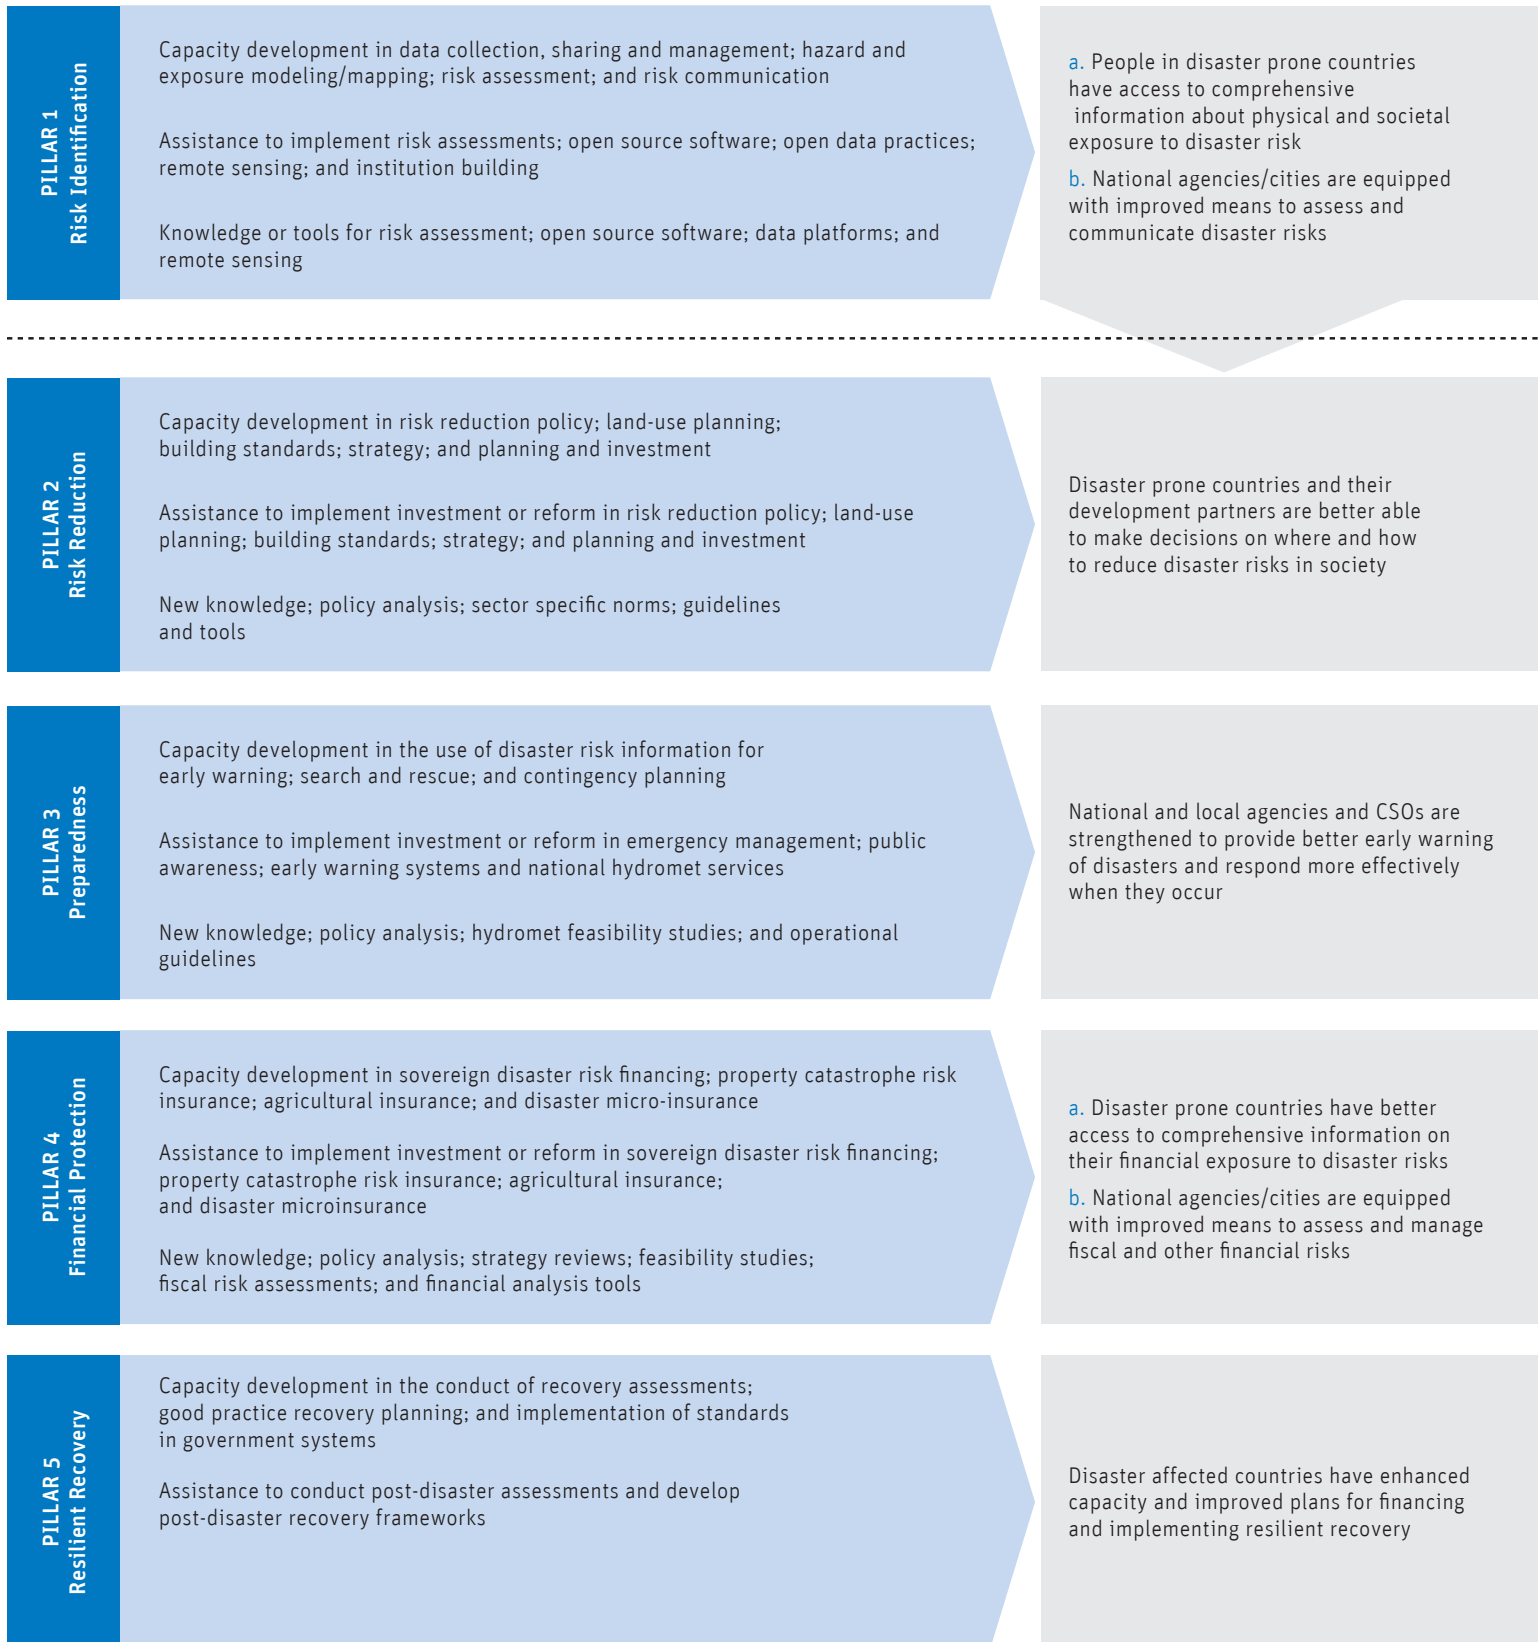 PILLAR 1
Risk Identification
Capacity development in data collection, sharing and management; hazard and
exposure modeling/mapping; risk assessment; and risk communication
Assistance to implement risk assessments; open source software; open data practices;
remote sensing; and institution building
Knowledge or tools for risk assessment; open source software; data platforms; and
remote sensing
a. People in disaster prone countries
have access to comprehensive
information about physical and societal
exposure to disaster risk
b. National agencies/cities are equipped
with improved means to assess and
communicate disaster risks
PILLAR 2
Risk Reduction
Capacity development in risk reduction policy; land-use planning;
building standards; strategy; and planning and investment
Assistance to implement investment or reform in risk reduction policy; land-use
planning; building standards; strategy; and planning and investment
New knowledge; policy analysis; sector specific norms; guidelines
and tools
Disaster prone countries and their
development partners are better able
to make decisions on where and how
to reduce disaster risks in society
PILLAR 3
Preparedness
Capacity development in the use of disaster risk information for
early warning; search and rescue; and contingency planning
Assistance to implement investment or reform in emergency management; public
awareness; early warning systems and national hydromet services
New knowledge; policy analysis; hydromet feasibility studies; and operational
guidelines
National and local agencies and CSOs are
strengthened to provide better early warning
of disasters and respond more effectively
when they occur
PILLAR 4
Financial Protection
Capacity development in sovereign disaster risk financing; property catastrophe risk
insurance; agricultural insurance; and disaster micro-insurance
Assistance to implement investment or reform in sovereign disaster risk financing;
property catastrophe risk insurance; agricultural insurance;
and disaster microinsurance
New knowledge; policy analysis; strategy reviews; feasibility studies;
fiscal risk assessments; and financial analysis tools
a. Disaster prone countries have better
access to comprehensive information on
their financial exposure to disaster risks
b. National agencies/cities are equipped
with improved means to assess and manage
fiscal and other financial risks
PILLAR 5
Resilient Recovery
Capacity development in the conduct of recovery assessments;
good practice recovery planning; and implementation of standards
in government systems
Assistance to conduct post-disaster assessments and develop
post-disaster recovery frameworks
Disaster affected countries have enhanced
capacity and improved plans for financing
and implementing resilient recovery